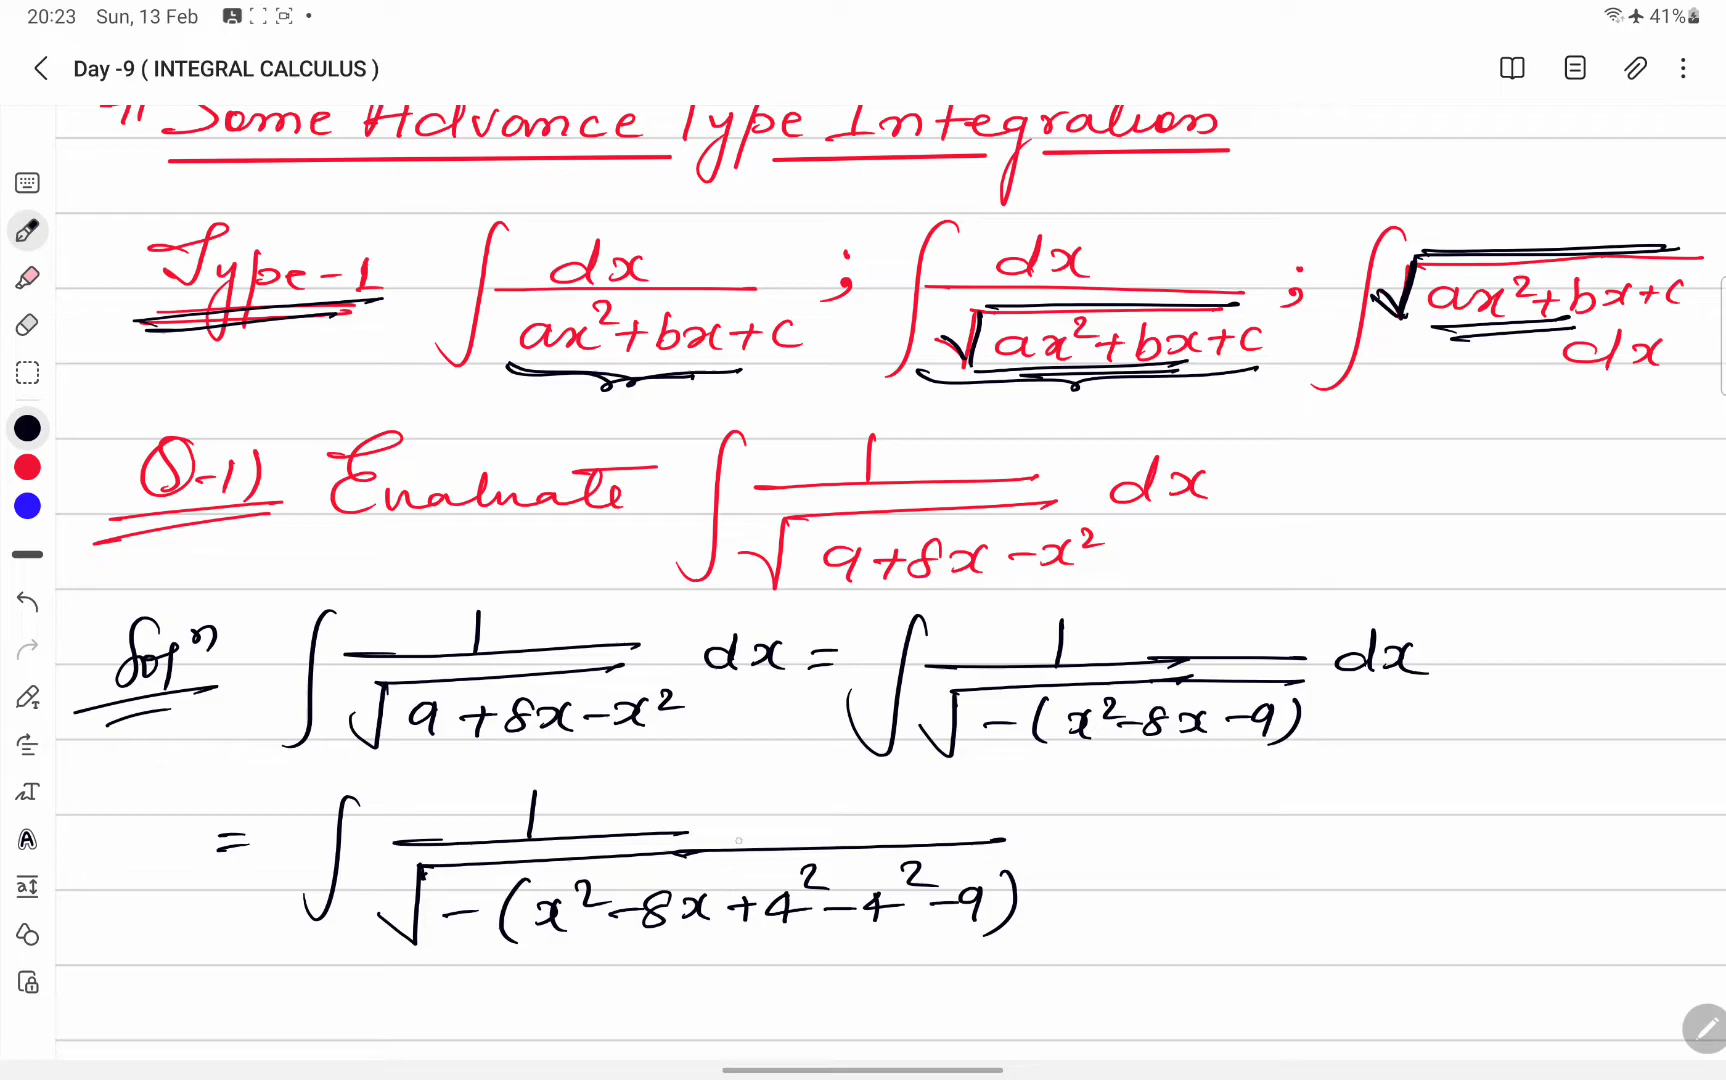 20:23 Sun, 13 Feb 41%
Day -9 ( INTEGRAL CALCULUS )
Some Advance Type Integrations
Type-1 ∫ dx/(ax²+bx+c) ; ∫ dx/√(ax²+bx+c) ; ∫ √(ax²+bx+c) dx
Q-1) Evaluate ∫ 1/√(9+8x-x²) dx
Solⁿ ∫ 1/√(9+8x-x²) dx = ∫ 1/√(-(x²-8x-9)) dx
= ∫ 1/√(-(x²-8x+4²-4²-9))